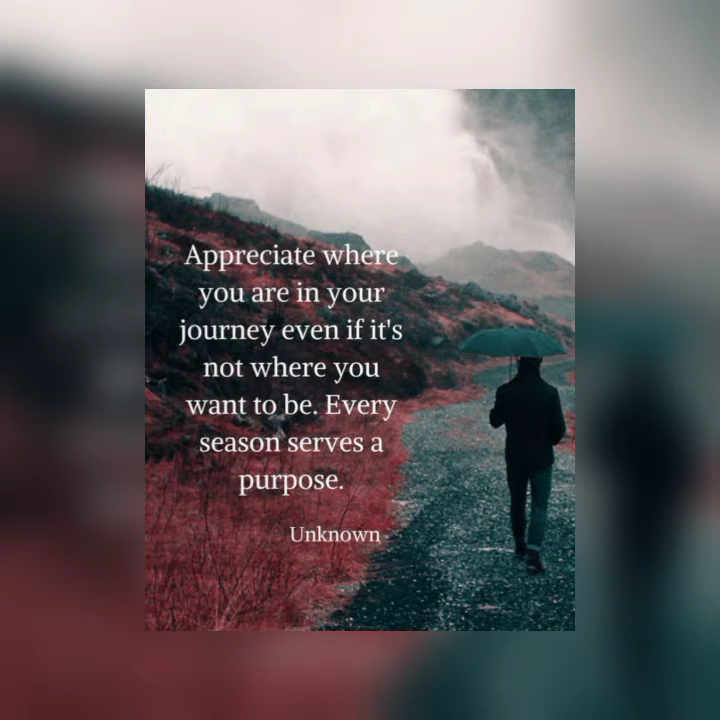 Appreciate where
you are in your
journey even if it's
not where you
want to be. Every
season serves a
purpose.
Unknown